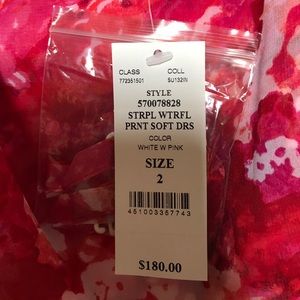 CLASS COLL
772351501 SU132IN
STYLE
570078828
STRPL WTRFL
PRNT SOFT DRS
COLOR
WHITE W PINK
SIZE
2
451003357743
$180.00